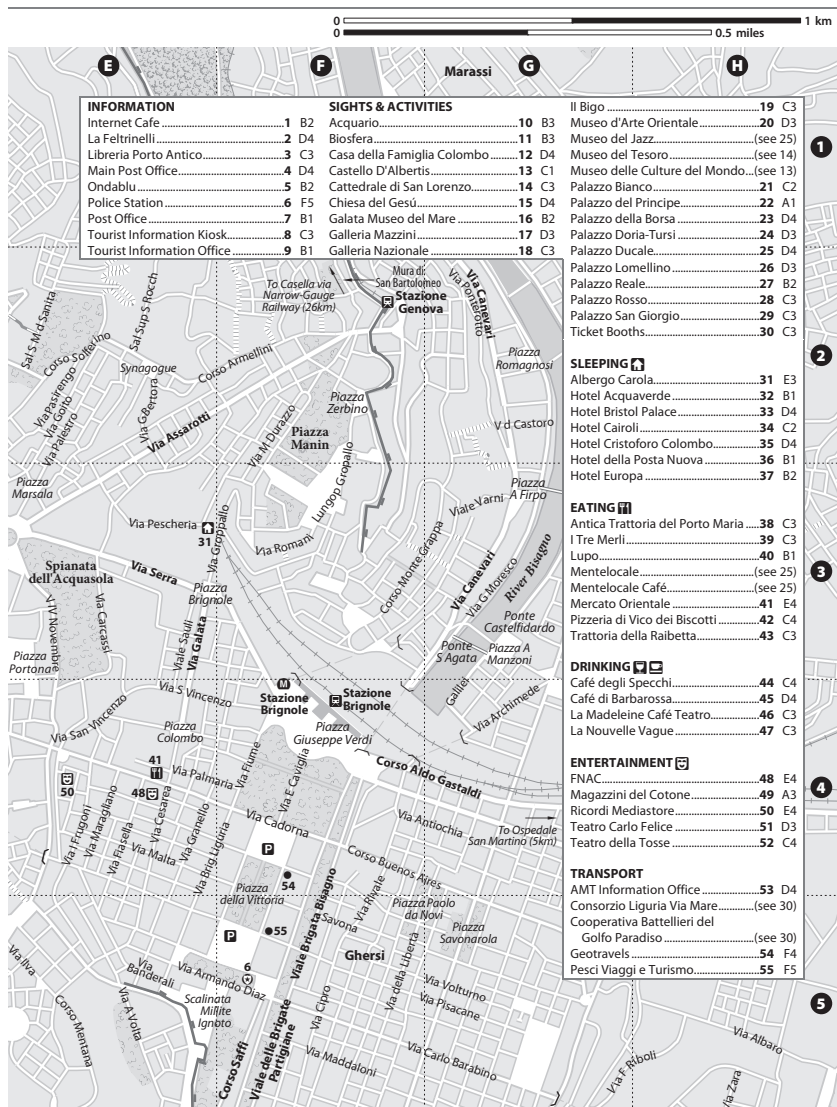 0 1 km
0 0.5 miles
E F G H
Marassi
INFORMATION
Internet Cafe 1 B2
La Feltrinelli 2 D4
Libreria Porto Antico 3 C3
Main Post Office 4 D4
Ondablu 5 B2
Police Station 6 F5
Post Office 7 B1
Tourist Information Kiosk 8 C3
Tourist Information Office 9 B1
SIGHTS & ACTIVITIES
Acquario 10 B3
Biosfera 11 B3
Casa della Famiglia Colombo 12 D4
Castello D'Albertis 13 C1
Cattedrale di San Lorenzo 14 C3
Chiesa del Gesú 15 D4
Galata Museo del Mare 16 B2
Galleria Mazzini 17 D3
Galleria Nazionale 18 C3
Il Bigo 19 C3
Museo d'Arte Orientale 20 D3
Museo del Jazz (see 25)
Museo del Tesoro (see 14)
Museo delle Culture del Mondo (see 13)
Palazzo Bianco 21 C2
Palazzo del Principe 22 A1
Palazzo della Borsa 23 D4
Palazzo Doria-Tursi 24 D3
Palazzo Ducale 25 D4
Palazzo Lomellino 26 D3
Palazzo Reale 27 B2
Palazzo Rosso 28 C3
Palazzo San Giorgio 29 C3
Ticket Booths 30 C3
SLEEPING
Albergo Carola 31 E3
Hotel Acquaverde 32 B1
Hotel Bristol Palace 33 D4
Hotel Cairoli 34 C2
Hotel Cristoforo Colombo 35 D4
Hotel della Posta Nuova 36 B1
Hotel Europa 37 B2
EATING
Antica Trattoria del Porto Maria 38 C3
I Tre Merli 39 C3
Lupo 40 B1
Mentelocale (see 25)
Mentelocale Café (see 25)
Mercato Orientale 41 E4
Pizzeria di Vico dei Biscotti 42 C4
Trattoria della Raibetta 43 C3
DRINKING
Café degli Specchi 44 C4
Café di Barbarossa 45 D4
La Madeleine Café Teatro 46 C3
La Nouvelle Vague 47 C3
ENTERTAINMENT
FNAC 48 E4
Magazzini del Cotone 49 A3
Ricordi Mediastore 50 E4
Teatro Carlo Felice 51 D3
Teatro della Tosse 52 C4
TRANSPORT
AMT Information Office 53 D4
Consorzio Liguria Via Mare (see 30)
Cooperativa Battellieri del
Golfo Paradiso (see 30)
Geotravels 54 F4
Pesci Viaggi e Turismo 55 F5
1
2
3
4
5
To Casella via
Narrow-Gauge
Railway (26km)
Mura di
San Bartolomeo
Stazione
Genova
Via Ponterotto
Via Canevari
Sal S M d Sanita
Sal Sup S Rocch
Corso Solferino
Synagogue
Corso Armellini
Piazza
Romagnosi
Via Pasirengo
Via Goito
Via Palestro
Via G Bertora
Via Assarotti
Piazza
Zerbino
Via M Durazzo
Piazza
Manin
V d Castoro
Lungop Gropallo
Piazza
Marsala
Piazza
A Firpo
Viale Varni
Via Pescheria
31
Via Groppallo
Via Romani
Corso Monte Grappa
Via Canevari
Via G Moresco
River Bisagno
Spianata
dell'Acquasola
Via Serra
Piazza
Brignole
V IV Novembre
Via Carcassi
Viale Sauli
Via Galata
Ponte
Castelfidardo
Ponte
S Agata
Piazza A
Manzoni
Piazza
Portona
Via S Vincenzo
M
Stazione
Brignole
Stazione
Brignole
Galilei
Via Archimede
Via San Vincenzo
Piazza
Colombo
Piazza
Giuseppe Verdi
41
Via Palmaria
Via Fiume
Via E Caviglia
Corso Aldo Gastaldi
50
48
Via I Frugoni
Via Maragliano
Via Fiasella
Via Cesarea
Via Malta
Via Granello
Via Brig Liguria
Via Cadorna
Via Antiochia
To Ospedale
San Martino (5km)
P
Corso Buenos Aires
54
Piazza
della Vittoria
Viale Brigata Bisagno
Via Rivale
Piazza Paolo
da Novi
Savona
Piazza
Savonarola
P
55
Ghersi
6
Via
Banderali
Via Armando Diaz
Via della Libertà
Via Volturno
Via Pisacane
Via Ilva
Corso Mentana
Via A Volta
Scalinata
Milite
Ignoto
Via Cipro
Corso Saffi
Viale delle Brigate
Partigiane
Via Maddaloni
Via Carlo Barabino
Via F Riboli
Via Albaro
Via Zara